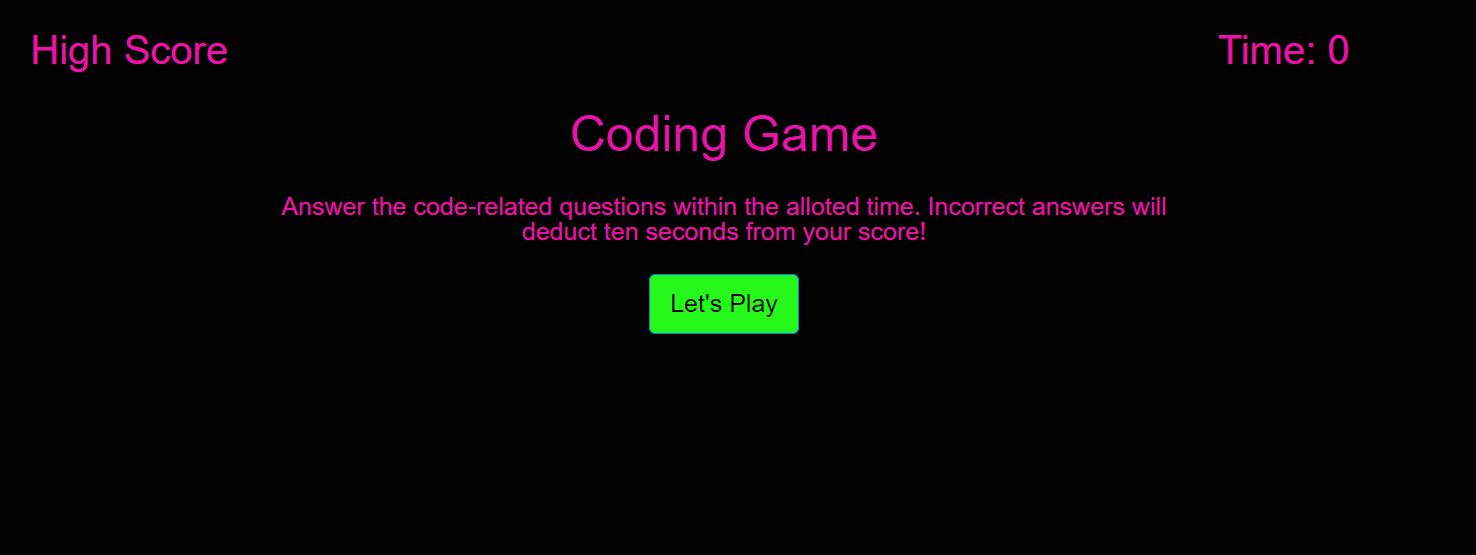 High Score
Time: 0
Coding Game
Answer the code-related questions within the alloted time. Incorrect answers will
deduct ten seconds from your score!
Let's Play